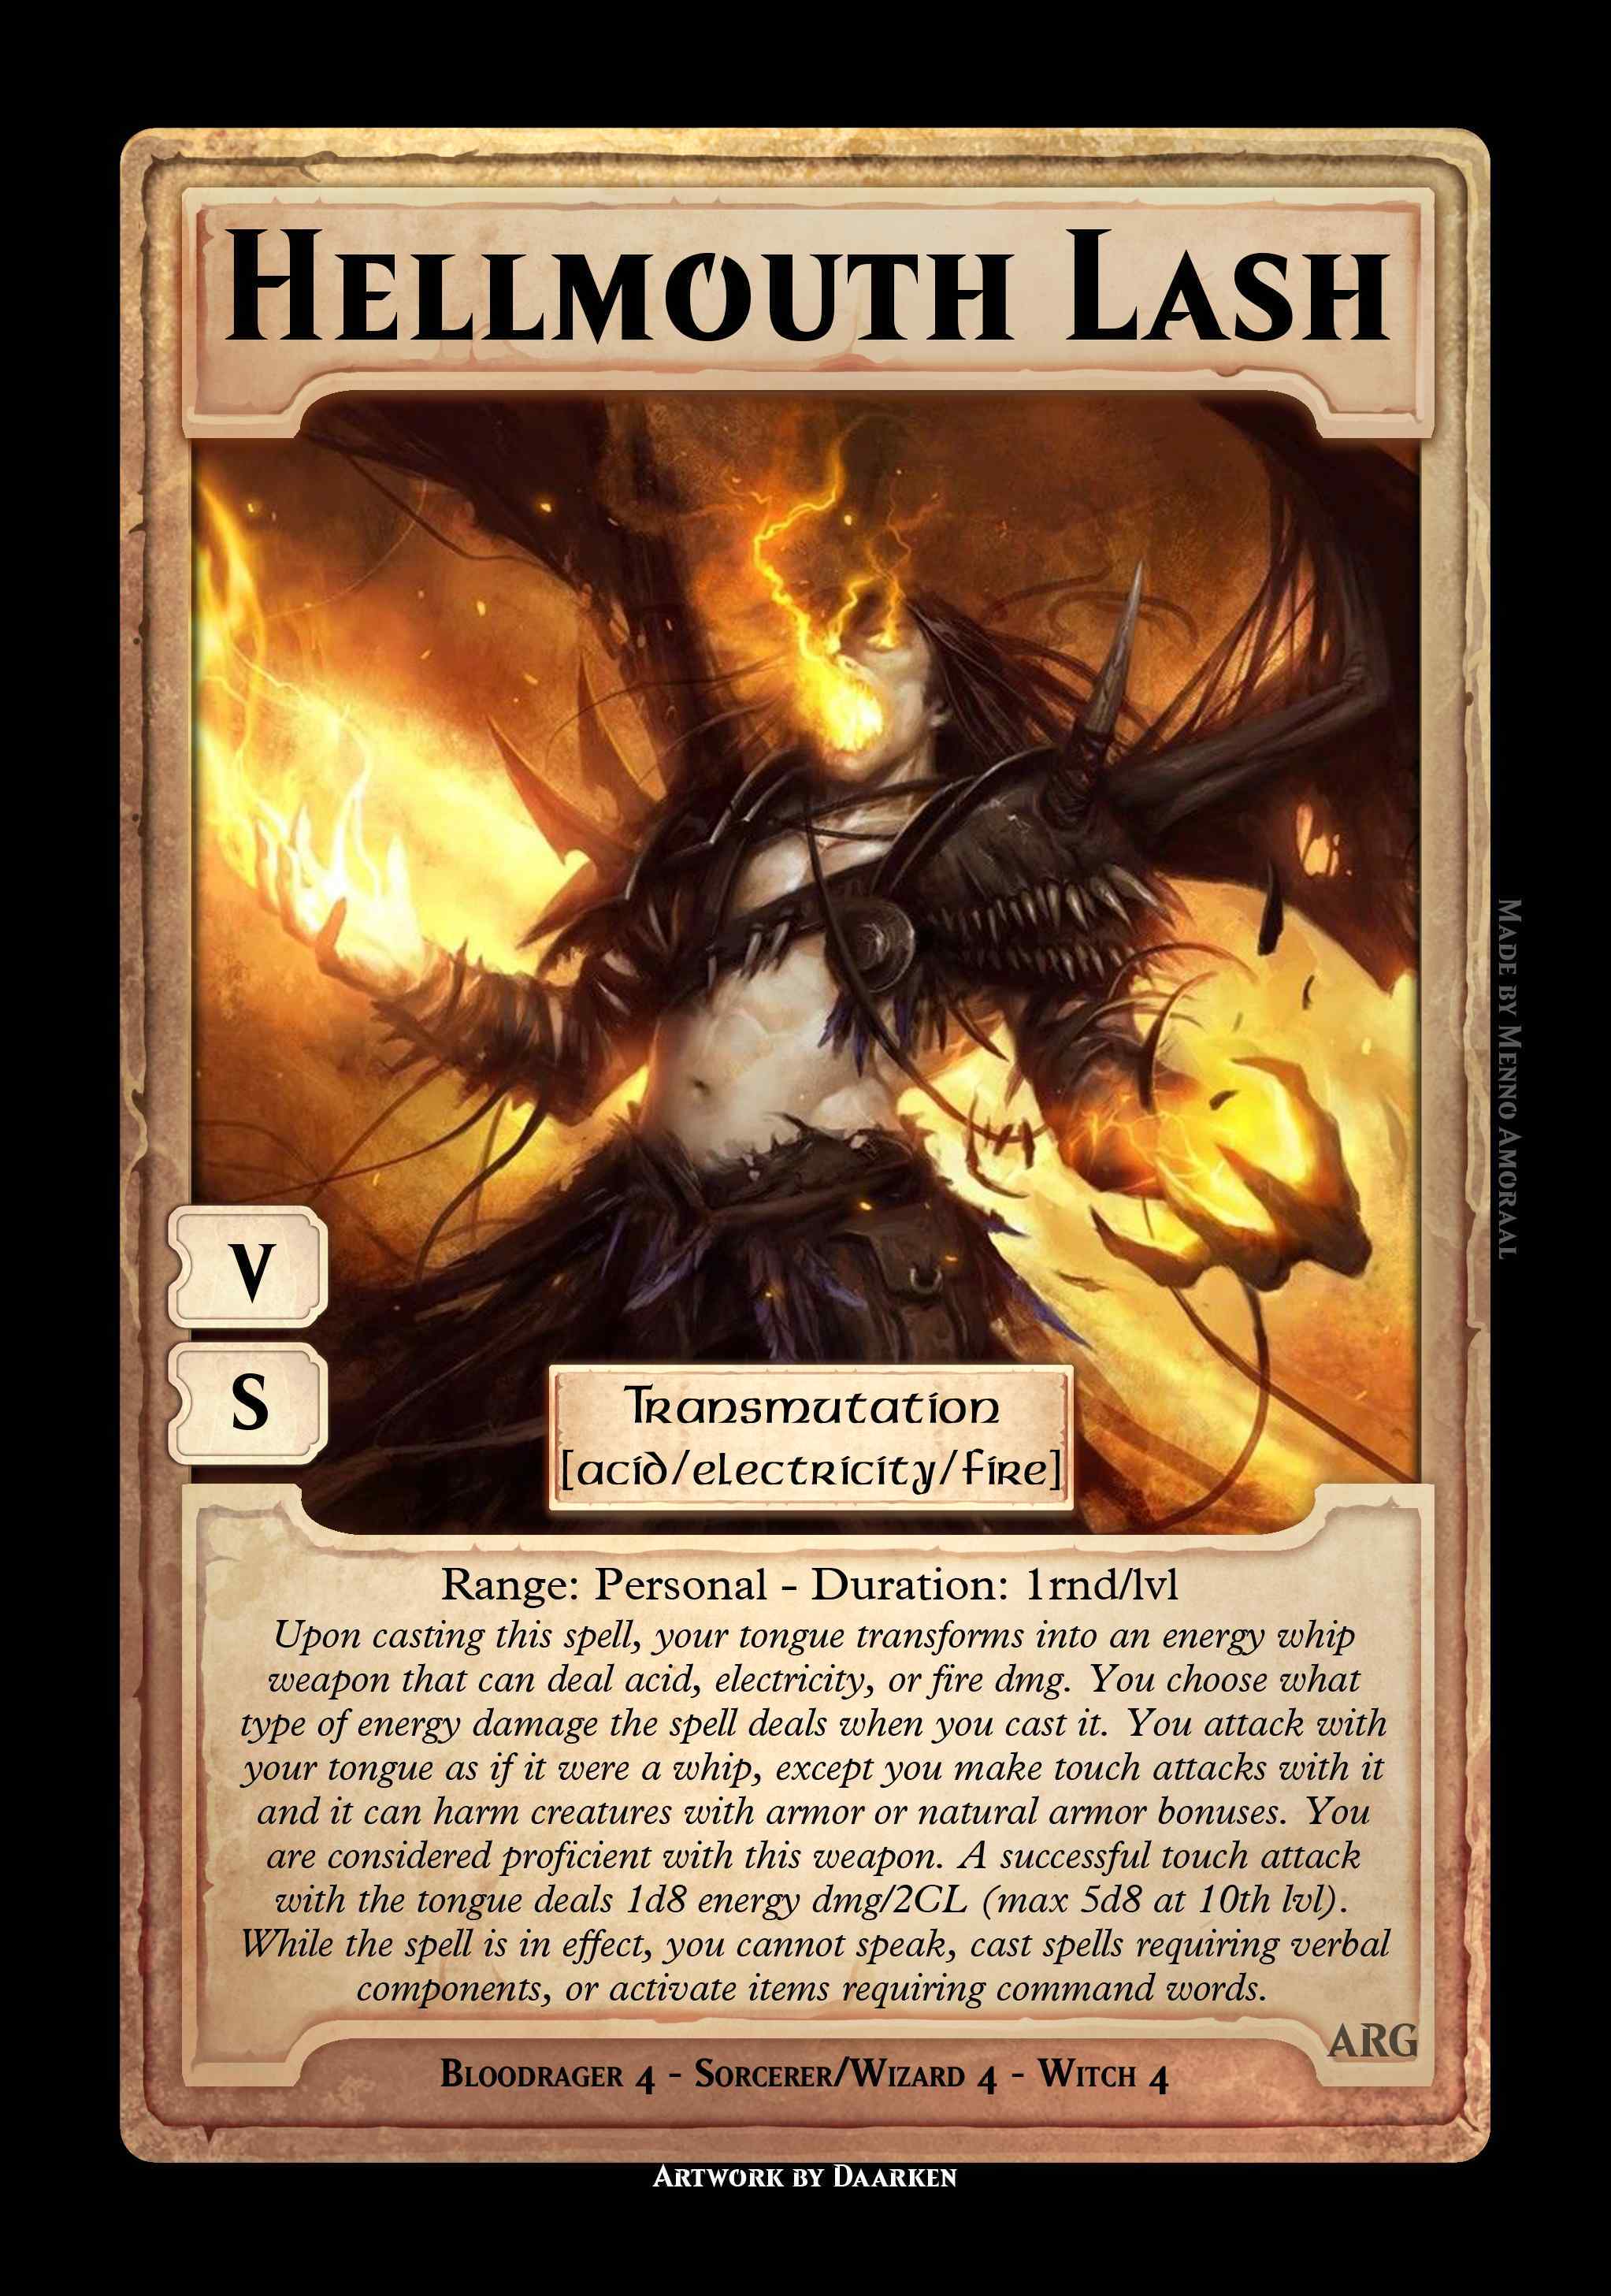 Hellmouth Lash
V
S
Transmutation
[acid/electricity/fire]
Range: Personal - Duration: 1rnd/lvl
Upon casting this spell, your tongue transforms into an energy whip
weapon that can deal acid, electricity, or fire dmg. You choose what
type of energy damage the spell deals when you cast it. You attack with
your tongue as if it were a whip, except you make touch attacks with it
and it can harm creatures with armor or natural armor bonuses. You
are considered proficient with this weapon. A successful touch attack
with the tongue deals 1d8 energy dmg/2CL (max 5d8 at 10th lvl).
While the spell is in effect, you cannot speak, cast spells requiring verbal
components, or activate items requiring command words.
ARG
Bloodrager 4 - Sorcerer/Wizard 4 - Witch 4
Artwork by Daarken
Made by Menno Amoraal